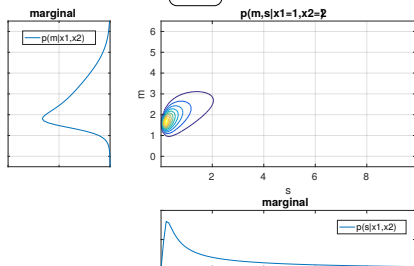 marginal
p(m|x1,x2)
p(m,s|x1=1,x2=2
6
5
4
3
2
1
0
m
2
4
6
8
s
marginal
p(s|x1,x2)